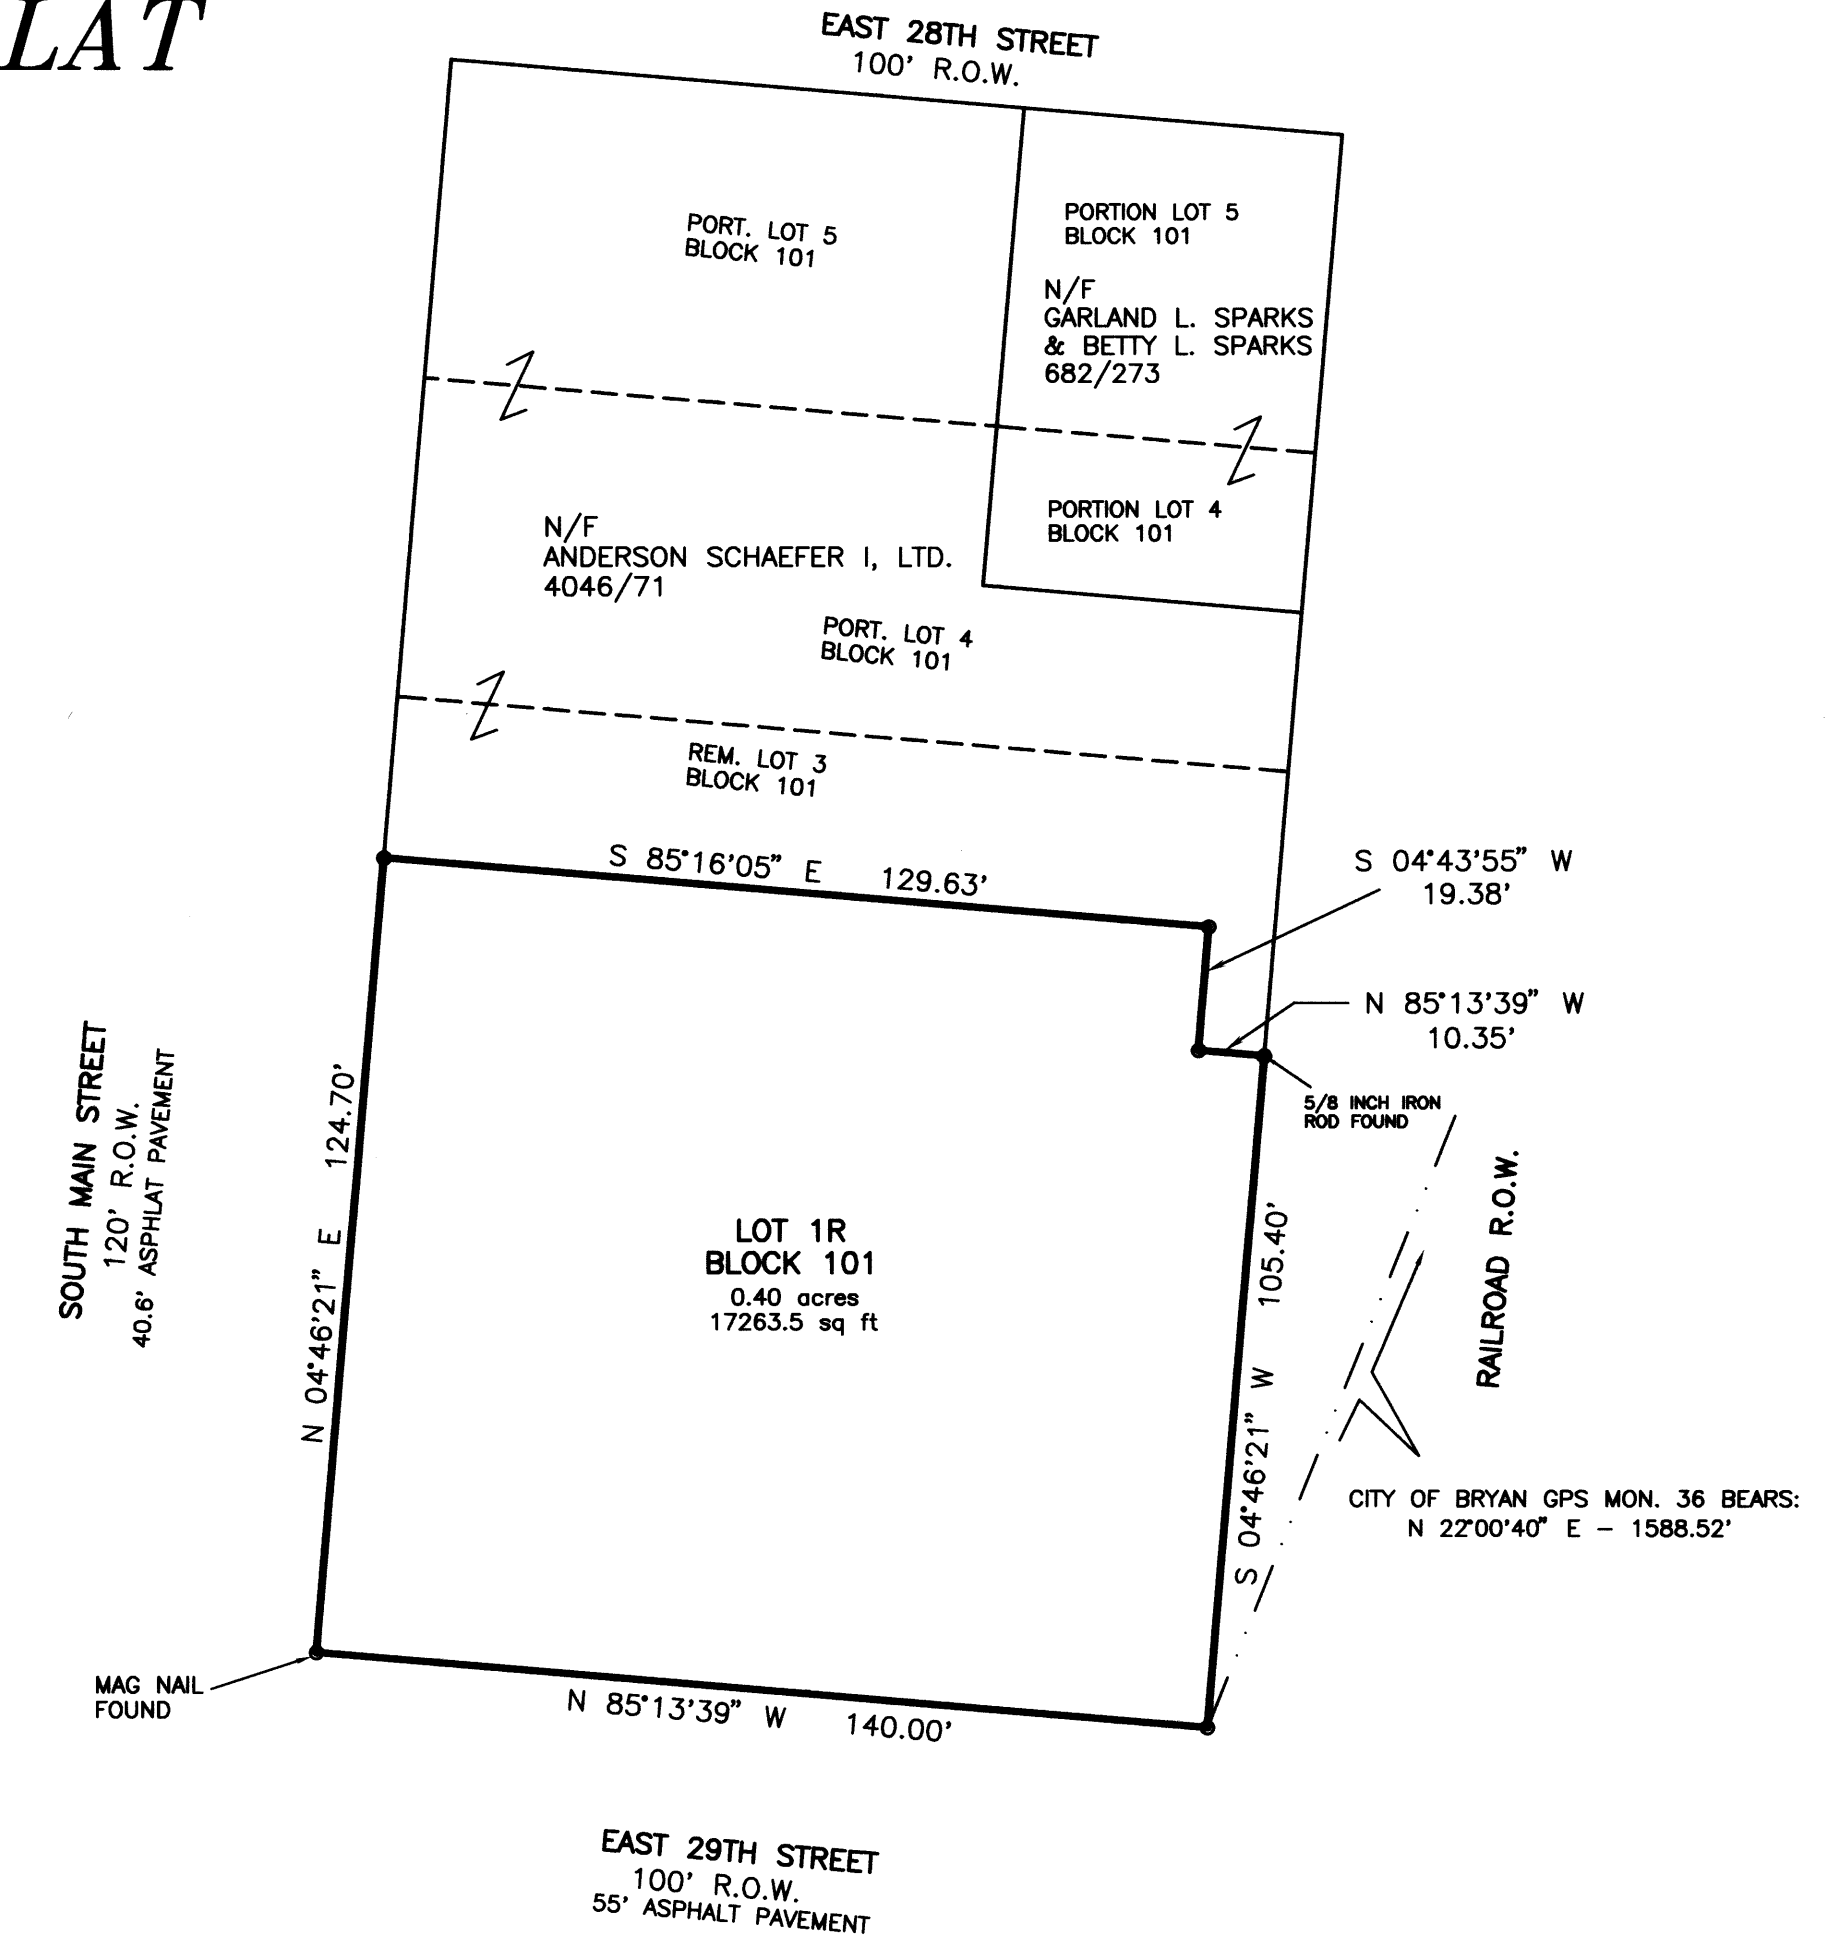 LAT
EAST 28TH STREET
100' R.O.W.
PORT. LOT 5
BLOCK 101
PORTION LOT 5
BLOCK 101
N/F
GARLAND L. SPARKS
& BETTY L. SPARKS
682/273
PORTION LOT 4
BLOCK 101
N/F
ANDERSON SCHAEFER I, LTD.
4046/71
PORT. LOT 4
BLOCK 101
REM. LOT 3
BLOCK 101
S 85°16'05" E 129.63'
S 04°43'55" W
19.38'
N 85°13'39" W
10.35'
5/8 INCH IRON
ROD FOUND
SOUTH MAIN STREET
120' R.O.W.
40.6' ASPHLAT PAVEMENT
N 04°46'21" E 124.70'
LOT 1R
BLOCK 101
0.40 acres
17263.5 sq ft
S 04°46'21" W 105.40'
RAILROAD R.O.W.
CITY OF BRYAN GPS MON. 36 BEARS:
N 22°00'40" E - 1588.52'
MAG NAIL
FOUND
N 85°13'39" W 140.00'
EAST 29TH STREET
100' R.O.W.
55' ASPHALT PAVEMENT